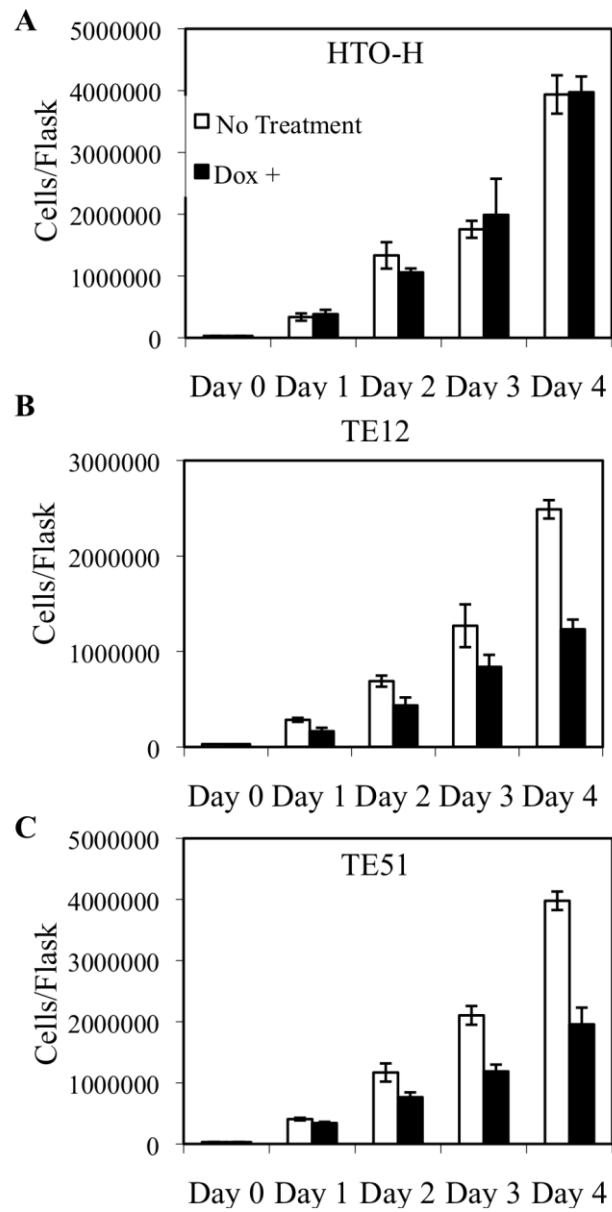 A
HTO-H
5000000
4000000
3000000
2000000
1000000
0
Cells/Flask
No Treatment
Dox +
Day 0 Day 1 Day 2 Day 3 Day 4
B
TE12
3000000
2000000
1000000
0
Cells/Flask
Day 0 Day 1 Day 2 Day 3 Day 4
C
TE51
5000000
4000000
3000000
2000000
1000000
0
Cells/Flask
Day 0 Day 1 Day 2 Day 3 Day 4